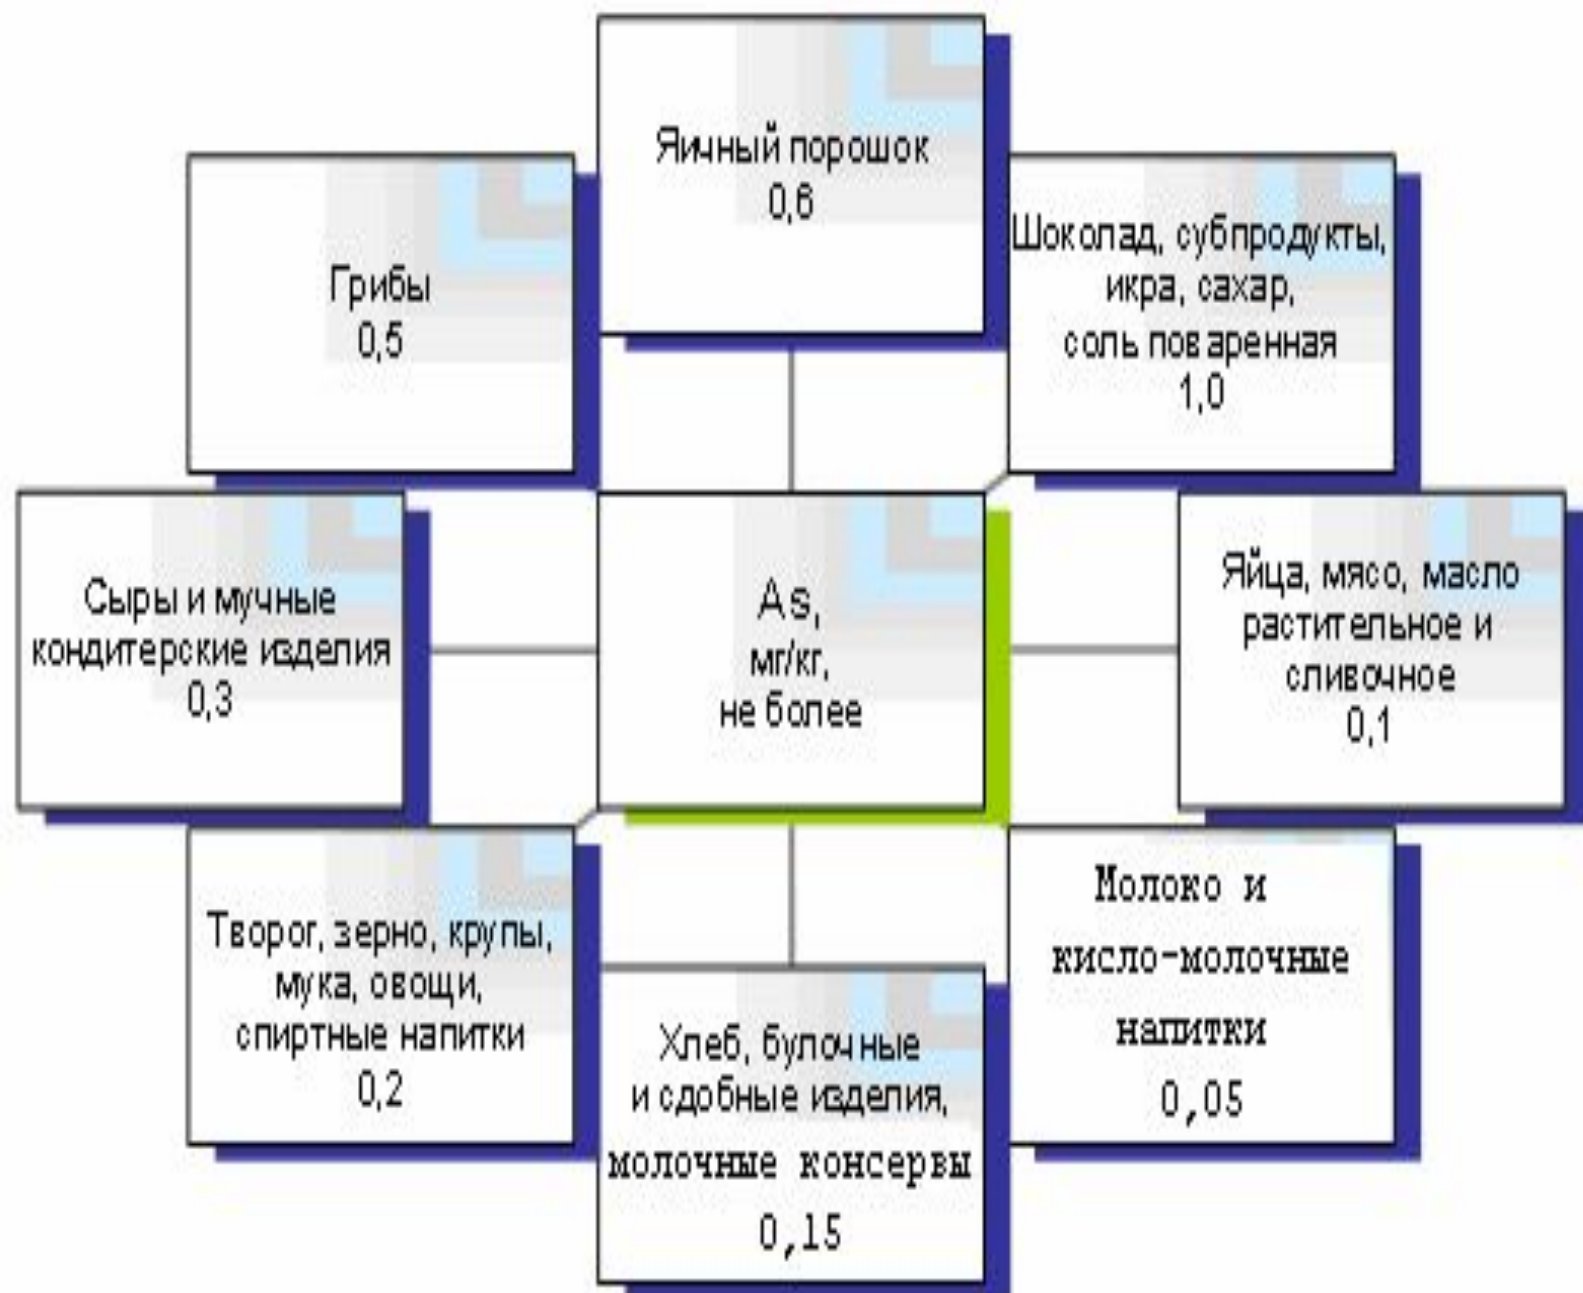 Яичный порошок
0,6
Грибы
0,5
Шоколад, субпродукты,
икра, сахар,
соль поваренная
1,0
Сыры и мучные
кондитерские изделия
0,3
As,
мг/кг,
не более
Яйца, мясо, масло
растительное и
сливочное
0,1
Творог, зерно, крупы,
мука, овощи,
спиртные напитки
0,2
Хлеб, булочные
и сдобные изделия,
молочные консервы
0,15
Молоко и
кисло-молочные
напитки
0,05